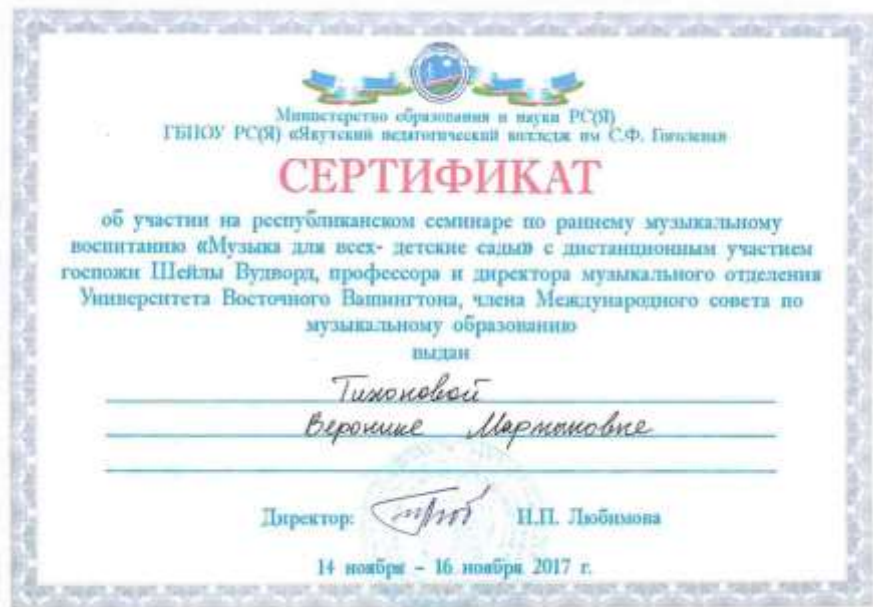 Министерство образования и науки РС(Я)
ГБПОУ РС(Я) «Якутский педагогический колледж им С.Ф. Гоголева»
СЕРТИФИКАТ
об участии на республиканском семинаре по раннему музыкальному
воспитанию «Музыка для всех- детские сады» с дистанционным участием
госпожи Шейлы Вудворд, профессора и директора музыкального отделения
Университета Восточного Вашингтона, члена Международного совета по
музыкальному образованию
выдан
Тихоновой
Веронике
Директор: И.П. Любимова
14 ноября - 16 ноября 2017 г.